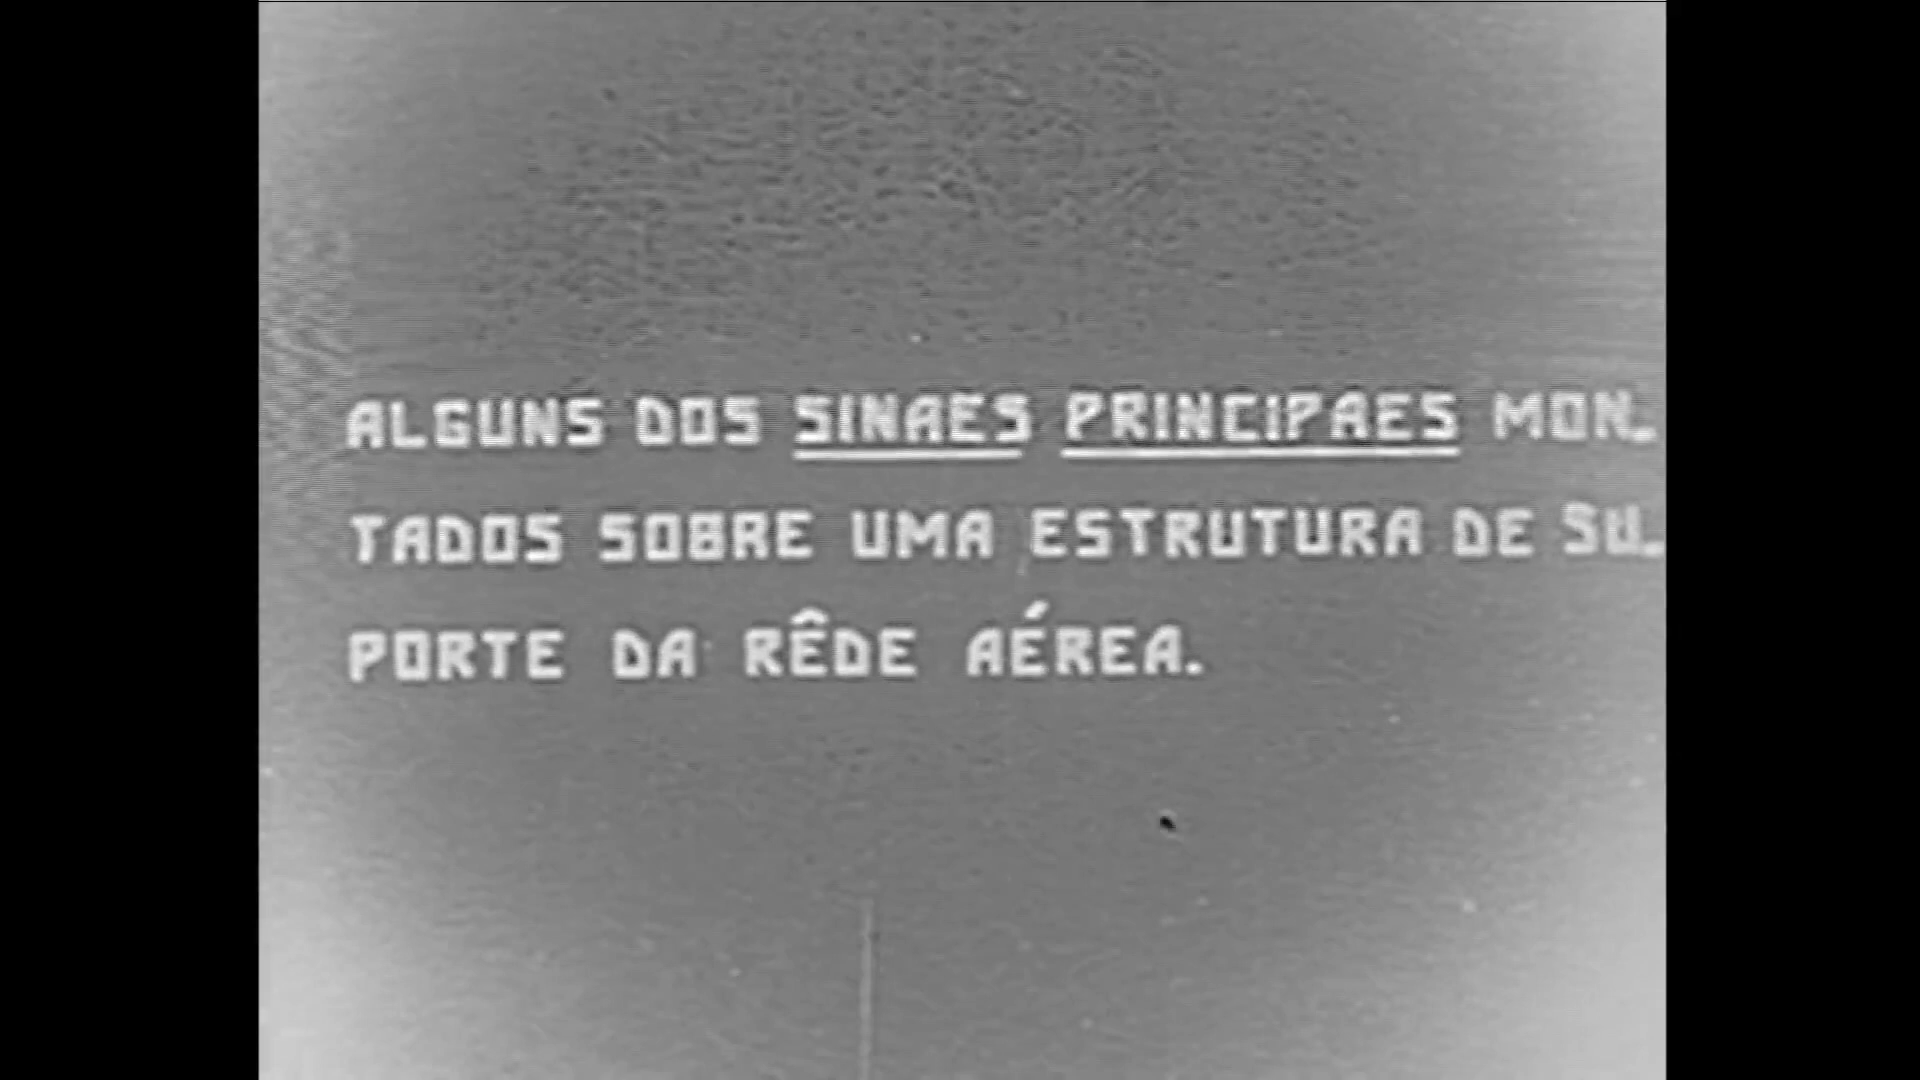 ALGUNS DOS SINAES PRINCIPAES MON-
TADOS SOBRE UMA ESTRUTURA DE SU-
PORTE DA RÊDE AÉREA.